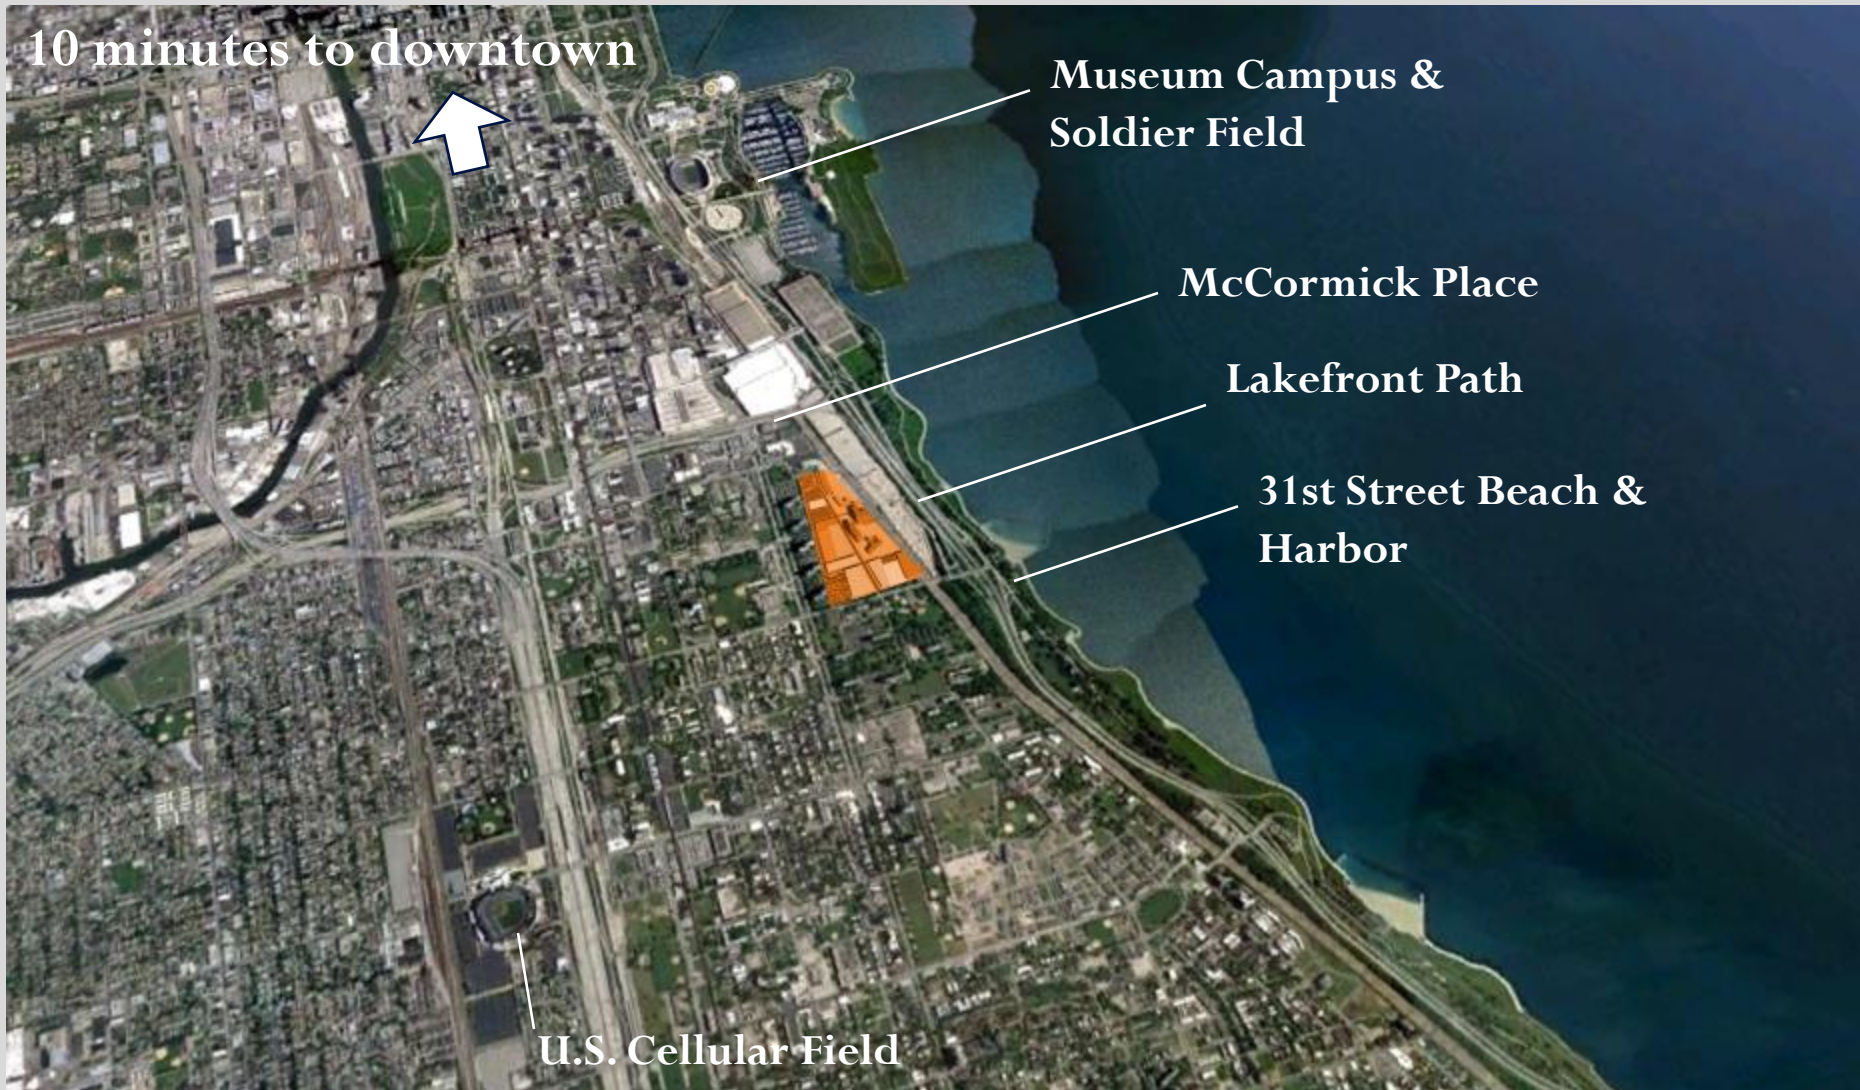 10 minutes to downtown
Museum Campus &
Soldier Field
McCormick Place
Lakefront Path
31st Street Beach &
Harbor
U.S. Cellular Field